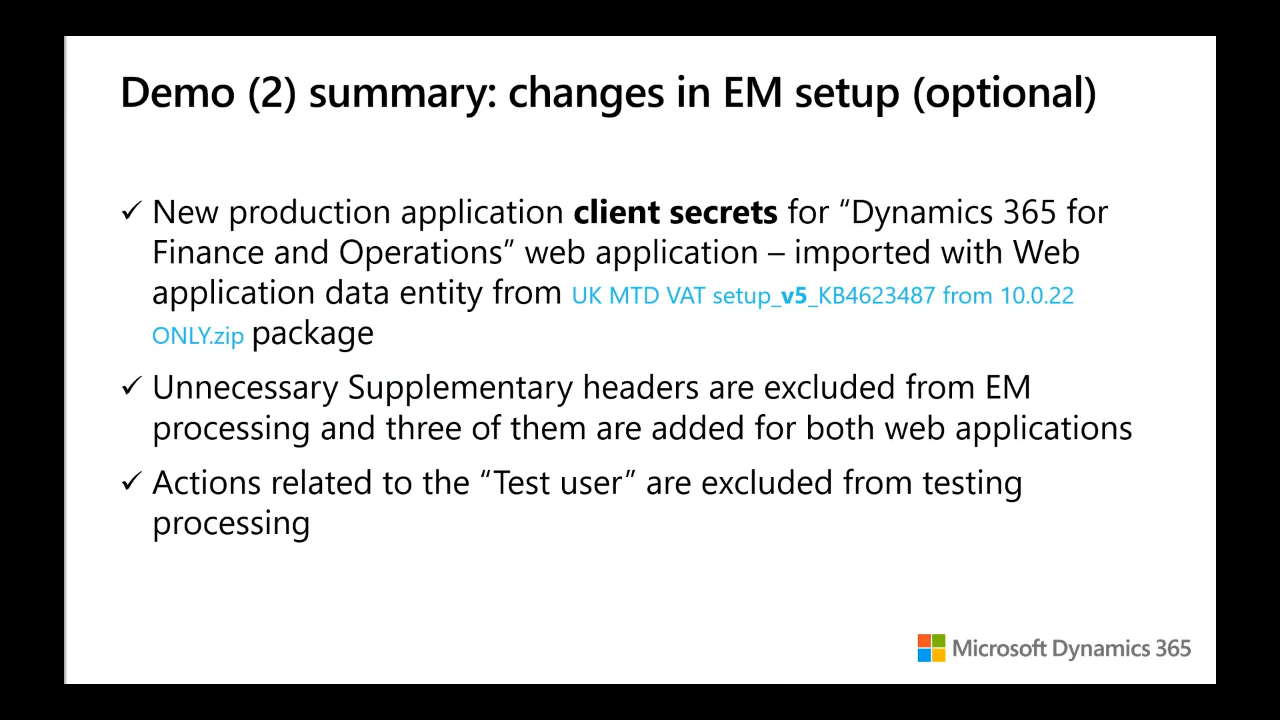 Demo (2) summary: changes in EM setup (optional)
✓ New production application client secrets for “Dynamics 365 for
Finance and Operations” web application – imported with Web
application data entity from UK MTD VAT setup_v5_KB4623487 from 10.0.22
ONLY.zip package
✓ Unnecessary Supplementary headers are excluded from EM
processing and three of them are added for both web applications
✓ Actions related to the “Test user” are excluded from testing
processing
Microsoft Dynamics 365